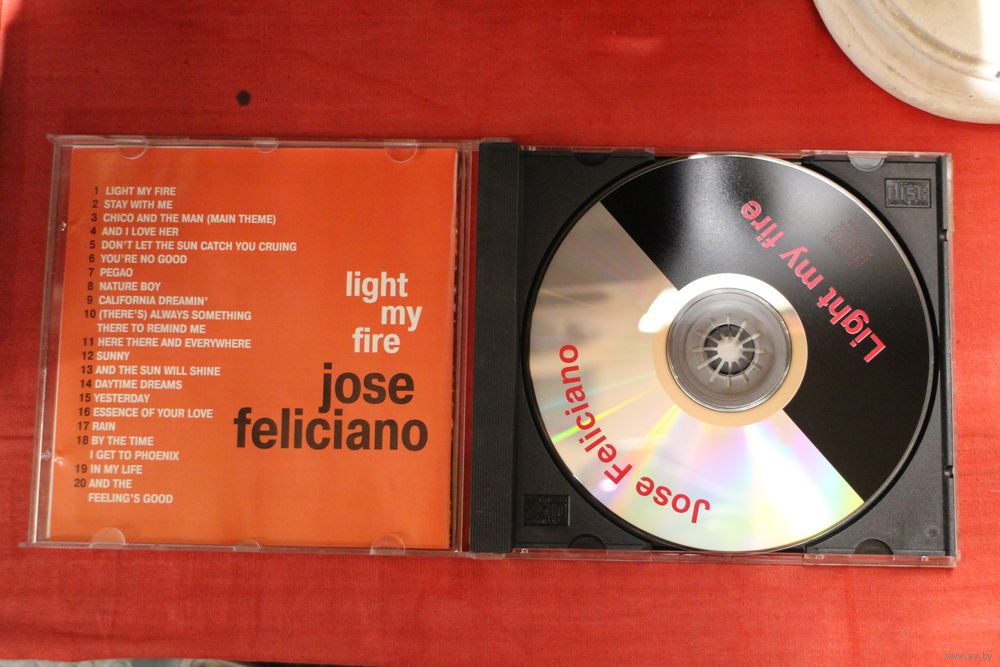 1 LIGHT MY FIRE
2 STAY WITH ME
3 CHICO AND THE MAN (MAIN THEME)
4 AND I LOVE HER
5 DON'T LET THE SUN CATCH YOU CRUING
6 YOU'RE NO GOOD
7 PEGAO
8 NATURE BOY
9 CALIFORNIA DREAMIN'
10 (THERE'S) ALWAYS SOMETHING
THERE TO REMIND ME
11 HERE THERE AND EVERYWHERE
12 SUNNY
13 AND THE SUN WILL SHINE
14 DAYTIME DREAMS
15 YESTERDAY
16 ESSENCE OF YOUR LOVE
17 RAIN
18 BY THE TIME
I GET TO PHOENIX
19 IN MY LIFE
20 AND THE
FEELING'S GOOD
light
my
fire
jose
feliciano
Light my fire
Jose Feliciano
disc
www.ay.by